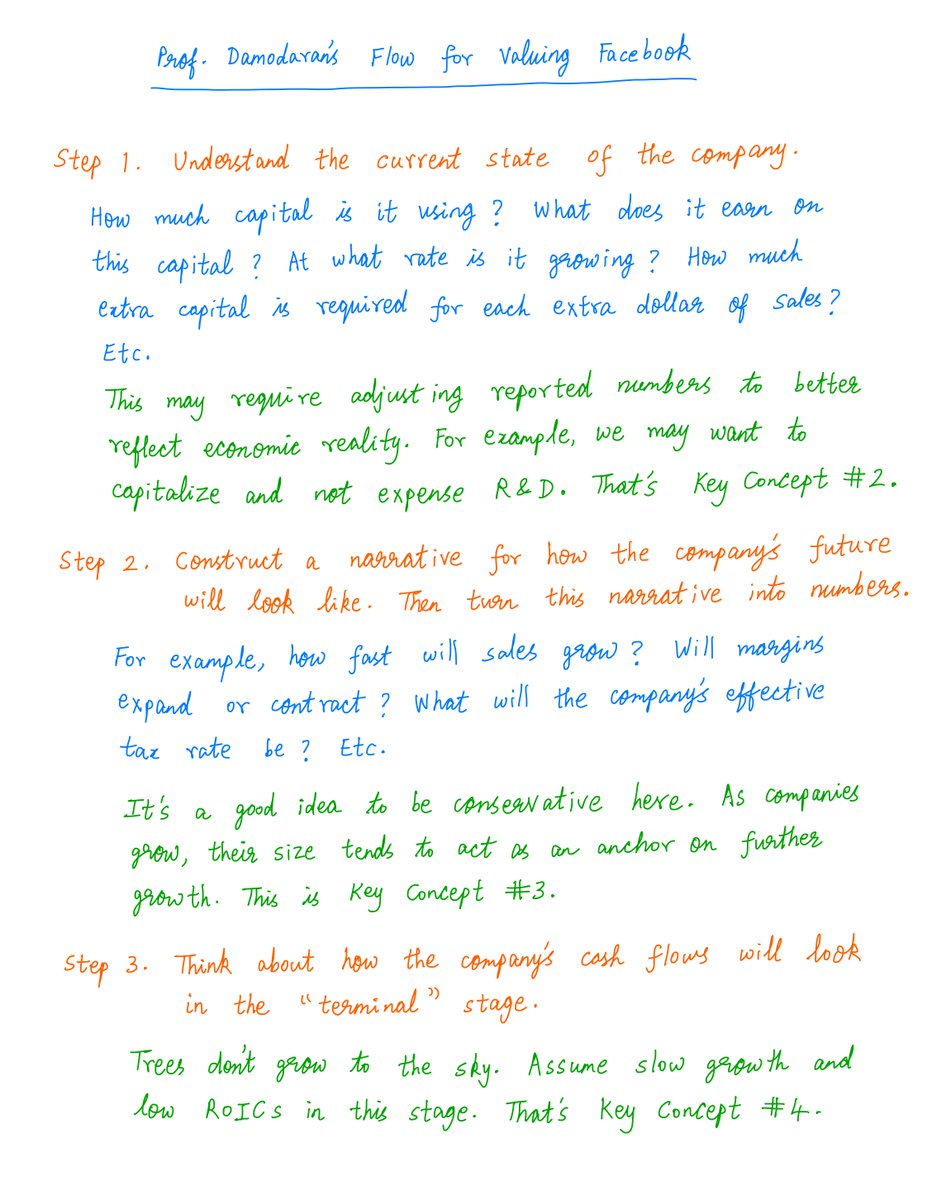 Prof. Damodaran's Flow for Valuing Facebook
Step 1. Understand the current state of the company.
How much capital is it using? What does it earn on
this capital? At what rate is it growing? How much
extra capital is required for each extra dollar of sales?
Etc.
This may require adjusting reported numbers to better
reflect economic reality. For example, we may want to
capitalize and not expense R&D. That's Key Concept #2.
Step 2. Construct a narrative for how the company's future
will look like. Then turn this narrative into numbers.
For example, how fast will sales grow? Will margins
expand or contract? What will the company's effective
tax rate be? Etc.
It's a good idea to be conservative here. As companies
grow, their size tends to act as an anchor on further
growth. This is Key Concept #3.
Step 3. Think about how the company's cash flows will look
in the "terminal" stage.
Trees don't grow to the sky. Assume slow growth and
low ROICs in this stage. That's Key Concept #4.